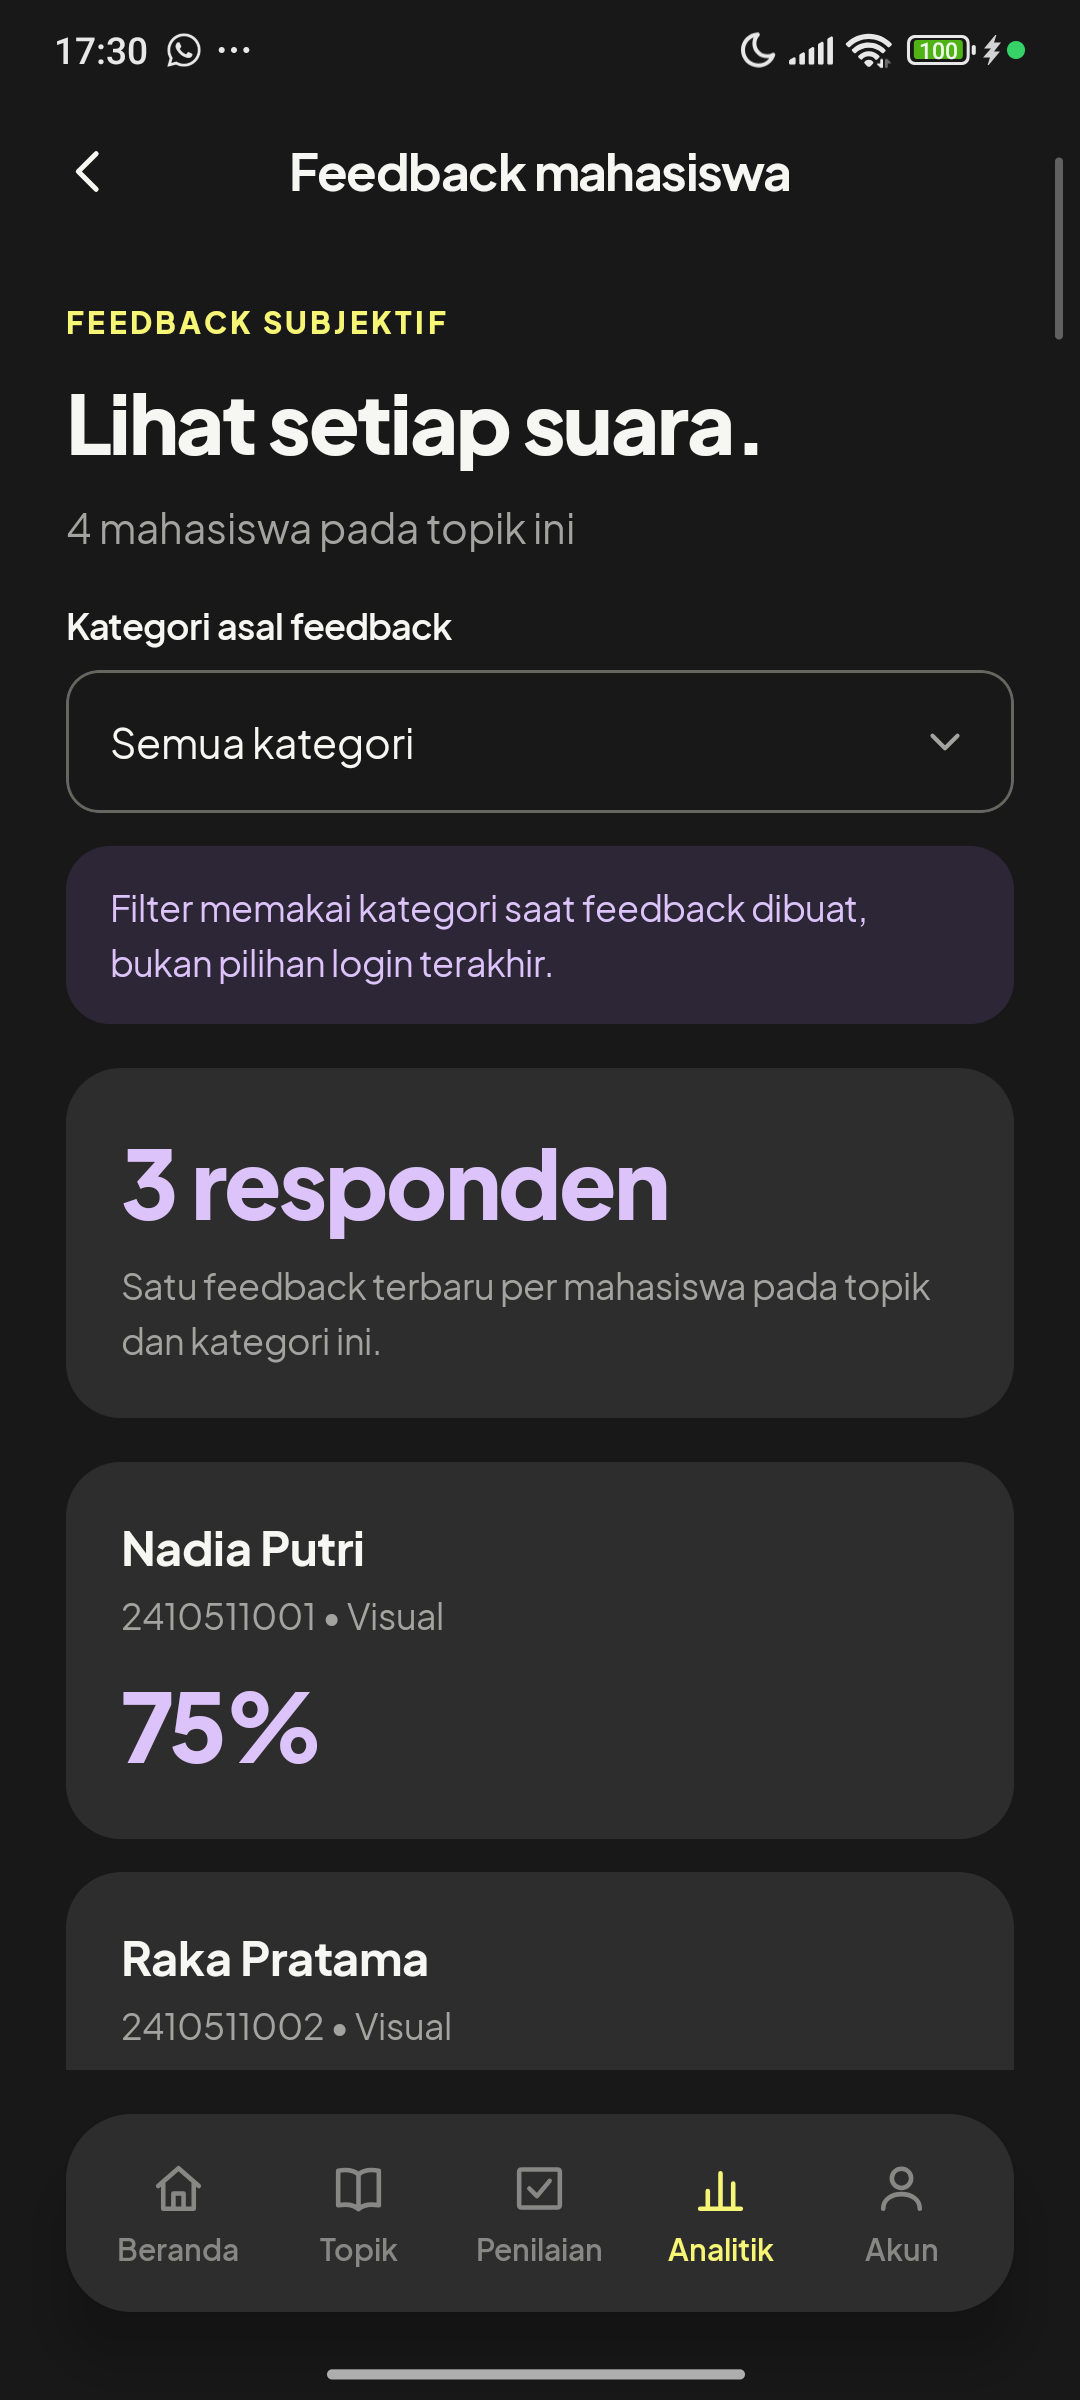 17:30
100
Feedback mahasiswa
FEEDBACK SUBJEKTIF
Lihat setiap suara.
4 mahasiswa pada topik ini
Kategori asal feedback
Semua kategori
Filter memakai kategori saat feedback dibuat,
bukan pilihan login terakhir.
3 responden
Satu feedback terbaru per mahasiswa pada topik
dan kategori ini.
Nadia Putri
2410511001 • Visual
75%
Raka Pratama
2410511002 • Visual
Beranda
Topik
Penilaian
Analitik
Akun